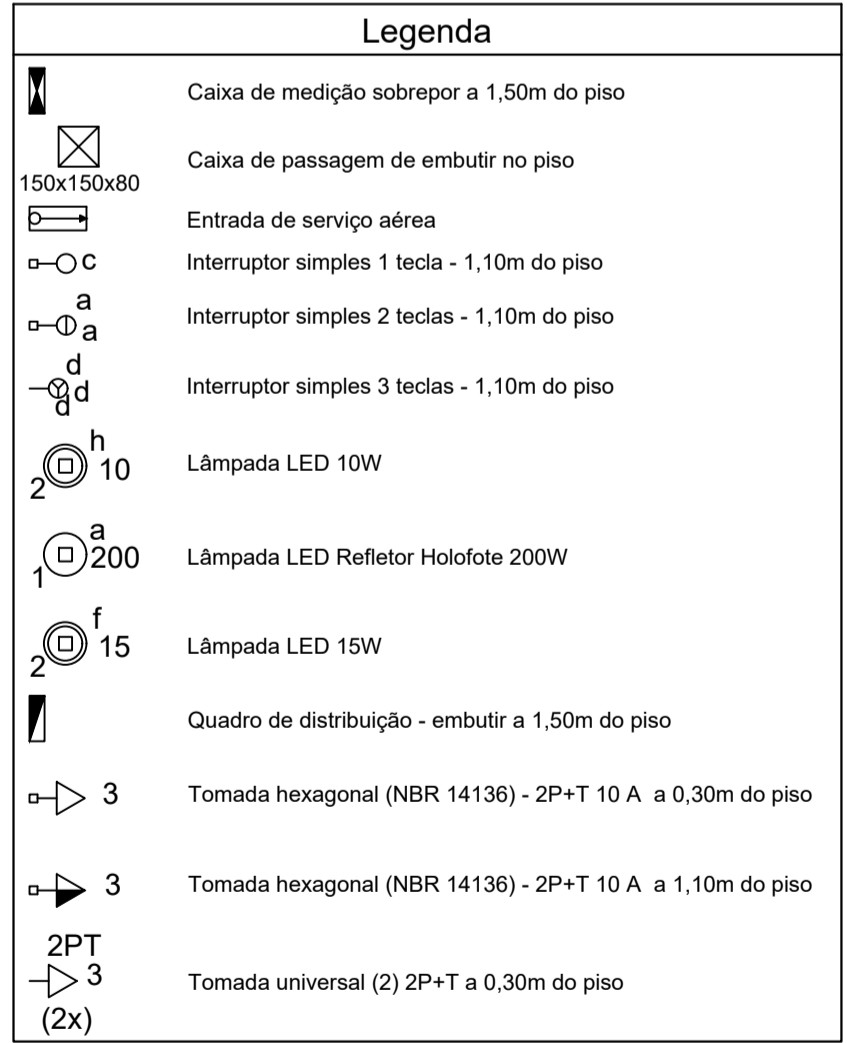 Legenda
Caixa de medição sobrepor a 1,50m do piso
Caixa de passagem de embutir no piso
150x150x80
Entrada de serviço aérea
c Interruptor simples 1 tecla - 1,10m do piso
a
a Interruptor simples 2 teclas - 1,10m do piso
d
d Interruptor simples 3 teclas - 1,10m do piso
d
h
10 Lâmpada LED 10W
2
a
200 Lâmpada LED Refletor Holofote 200W
1
f
15 Lâmpada LED 15W
2
Quadro de distribuição - embutir a 1,50m do piso
3 Tomada hexagonal (NBR 14136) - 2P+T 10 A a 0,30m do piso
3 Tomada hexagonal (NBR 14136) - 2P+T 10 A a 1,10m do piso
2PT
3 Tomada universal (2) 2P+T a 0,30m do piso
(2x)